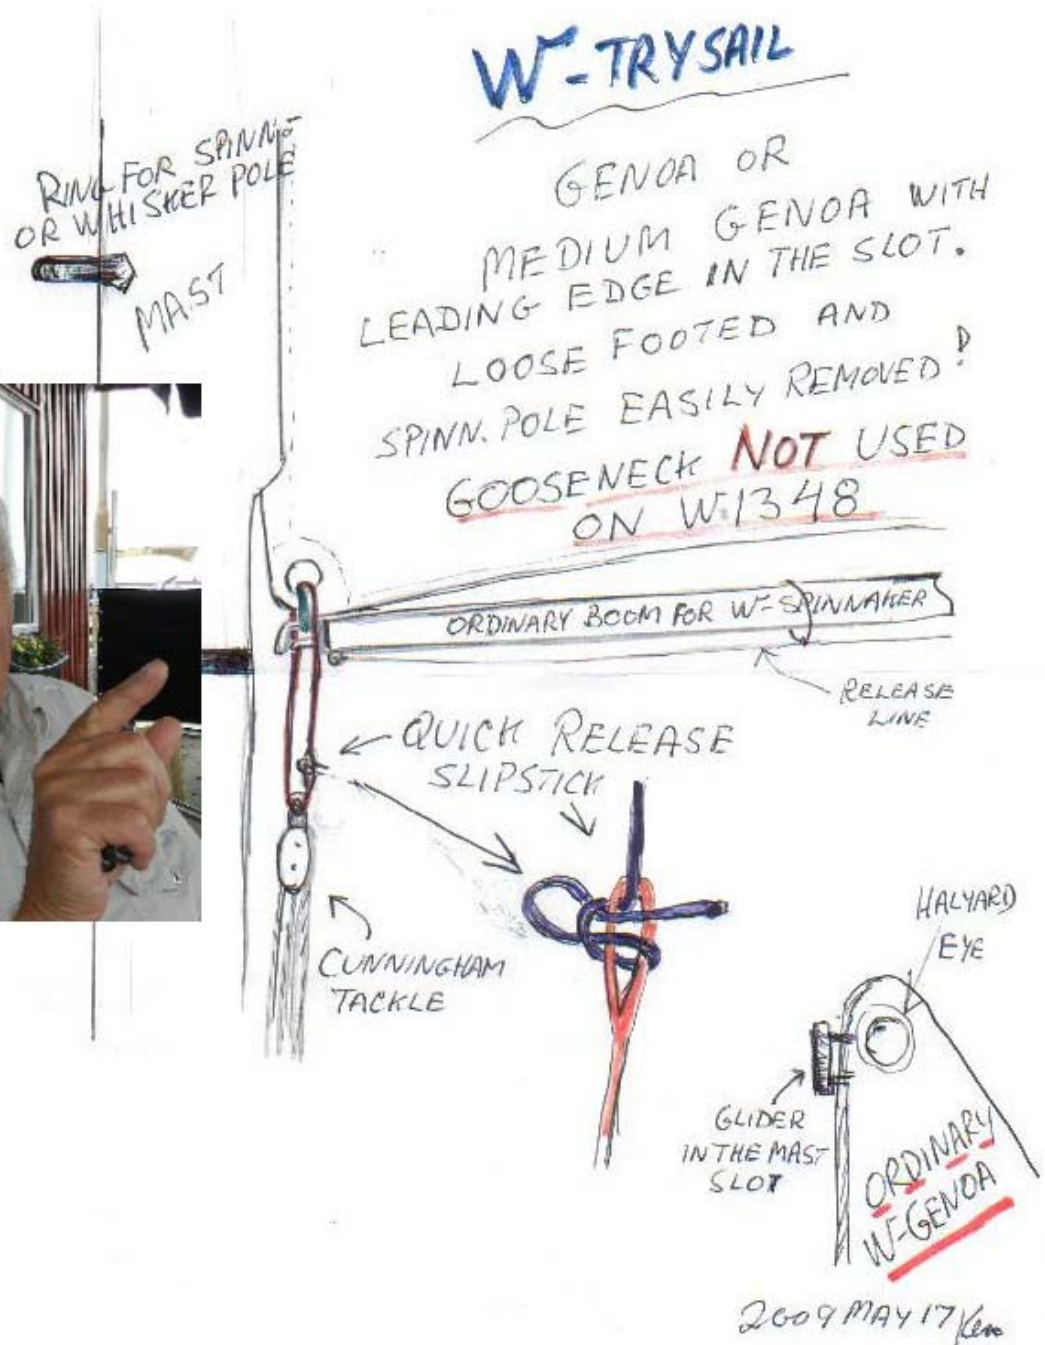 W-TRYSAIL
RING FOR SPINN-
OR WHISKER POLE
MAST
GENOA OR
MEDIUM GENOA WITH
LEADING EDGE IN THE SLOT.
LOOSE FOOTED AND
SPINN. POLE EASILY REMOVED!
GOOSENECK NOT USED
ON W.1348
ORDINARY BOOM FOR W-SPINNAKER
RELEASE
LINE
QUICK RELEASE
SLIPSTICK
CUNNINGHAM
TACKLE
HALYARD
EYE
GLIDER
IN THE MAST
SLOT
ORDINARY
W-GENOA
2009 MAY 17/Ken